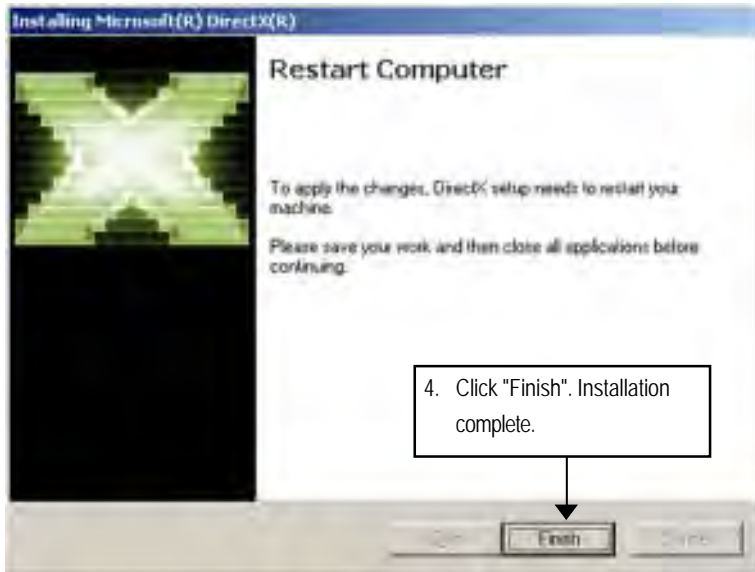 Installing Microsoft(R) DirectX(R)
Restart Computer
To apply the changes, DirectX setup needs to restart your
machine.
Please save your work and then close all applications before
continuing.
4. Click "Finish". Installation
complete.
Finish